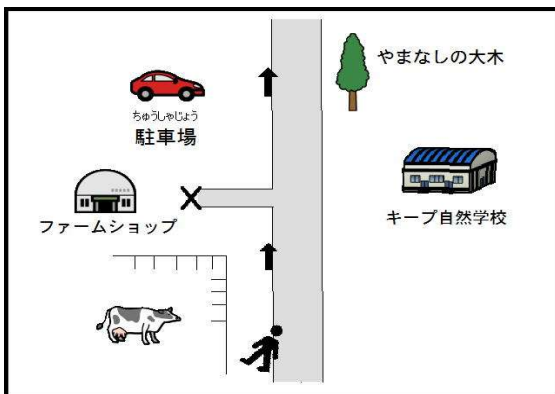 やまなしの大木
ちゅうしゃじょう
駐車場
ファームショップ
キープ自然学校